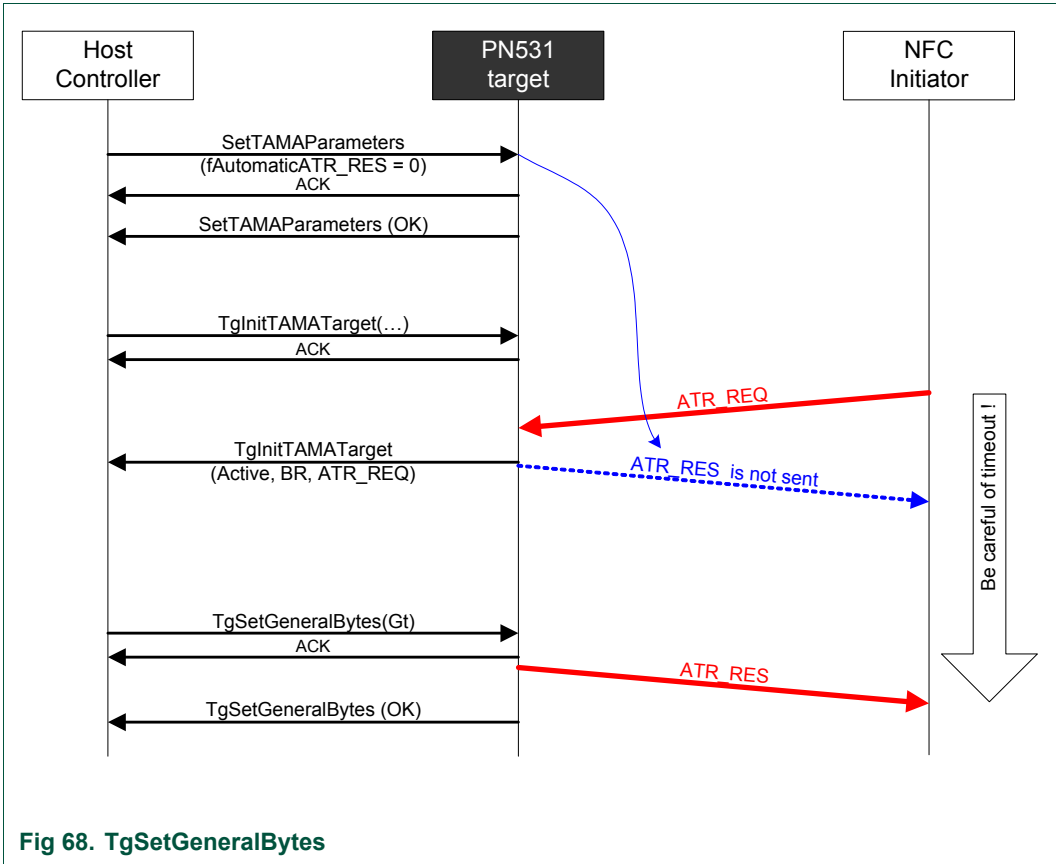 Host
Controller
PN531
target
NFC
Initiator
SetTAMAParameters
(fAutomaticATR_RES = 0)
ACK
SetTAMAParameters (OK)
TgInitTAMATarget(…)
ACK
ATR_REQ
TgInitTAMATarget
(Active, BR, ATR_REQ)
ATR_RES is not sent
Be careful of timeout !
TgSetGeneralBytes(Gt)
ACK
ATR_RES
TgSetGeneralBytes (OK)
Fig 68. TgSetGeneralBytes